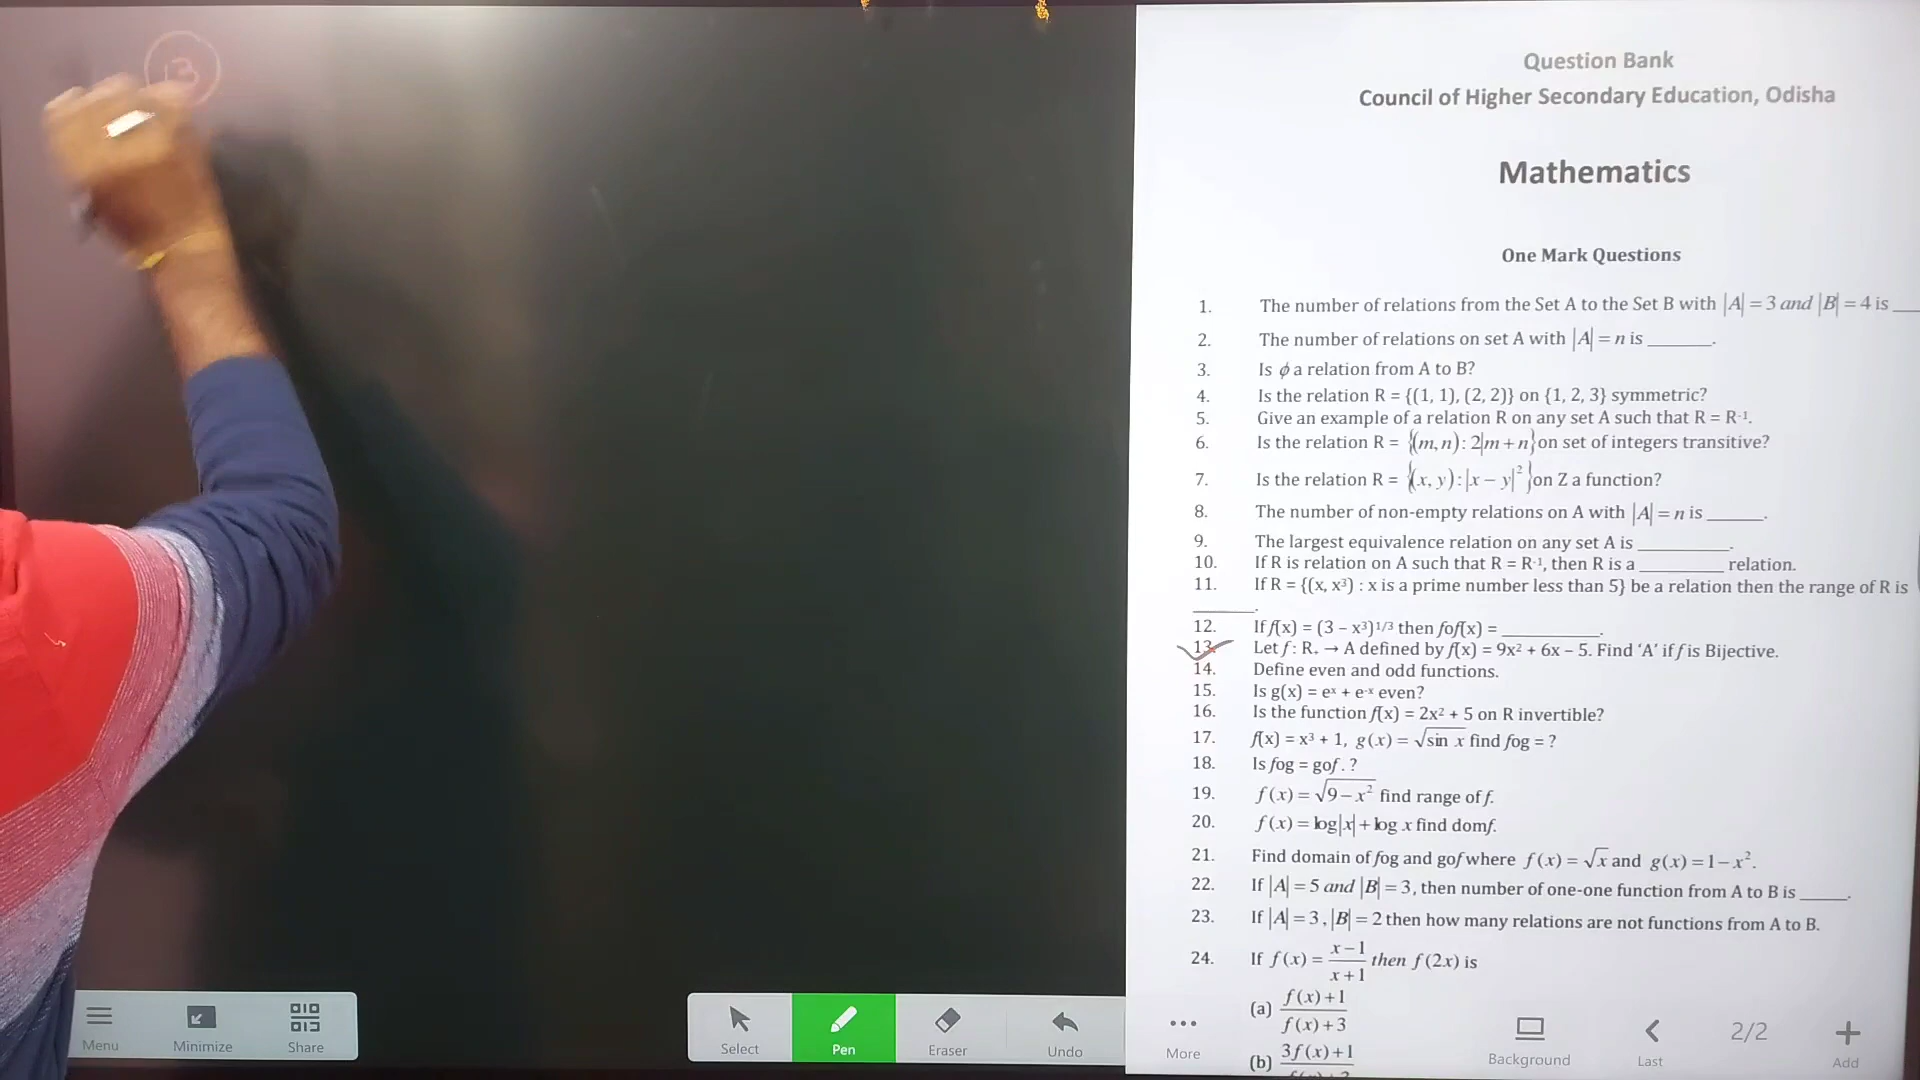 13
Question Bank
Council of Higher Secondary Education, Odisha
Mathematics
One Mark Questions
1. The number of relations from the Set A to the Set B with |A| = 3 and |B| = 4 is ___
2. The number of relations on set A with |A| = n is _______.
3. Is ϕ a relation from A to B?
4. Is the relation R = {(1, 1), (2, 2)} on {1, 2, 3} symmetric?
5. Give an example of a relation R on any set A such that R = R⁻¹.
6. Is the relation R = {(m, n) : 2|m + n} on set of integers transitive?
7. Is the relation R = {(x, y) : |x − y|²} on Z a function?
8. The number of non-empty relations on A with |A| = n is ______.
9. The largest equivalence relation on any set A is __________.
10. If R is relation on A such that R = R⁻¹, then R is a _________ relation.
11. If R = {(x, x³) : x is a prime number less than 5} be a relation then the range of R is
_______.
12. If f(x) = (3 – x³)^1/3 then fof(x) = ___________.
13. Let f : R₊ → A defined by f(x) = 9x² + 6x – 5. Find ‘A’ if f is Bijective.
14. Define even and odd functions.
15. Is g(x) = eˣ + e⁻ˣ even?
16. Is the function f(x) = 2x² + 5 on R invertible?
17. f(x) = x³ + 1, g(x) = √sin x find fog = ?
18. Is fog = gof . ?
19. f(x) = √9 − x² find range of f.
20. f(x) = log|x| + log x find domf.
21. Find domain of fog and gof where f(x) = √x and g(x) = 1 − x².
22. If |A| = 5 and |B| = 3, then number of one-one function from A to B is _____.
23. If |A| = 3, |B| = 2 then how many relations are not functions from A to B.
24. If f(x) = x − 1 / x + 1 then f(2x) is
(a) f(x) + 1 / f(x) + 3
(b) 3f(x) + 1
Menu
Minimize
Share
Select
Pen
Eraser
Undo
More
Background
Last
2/2
Add